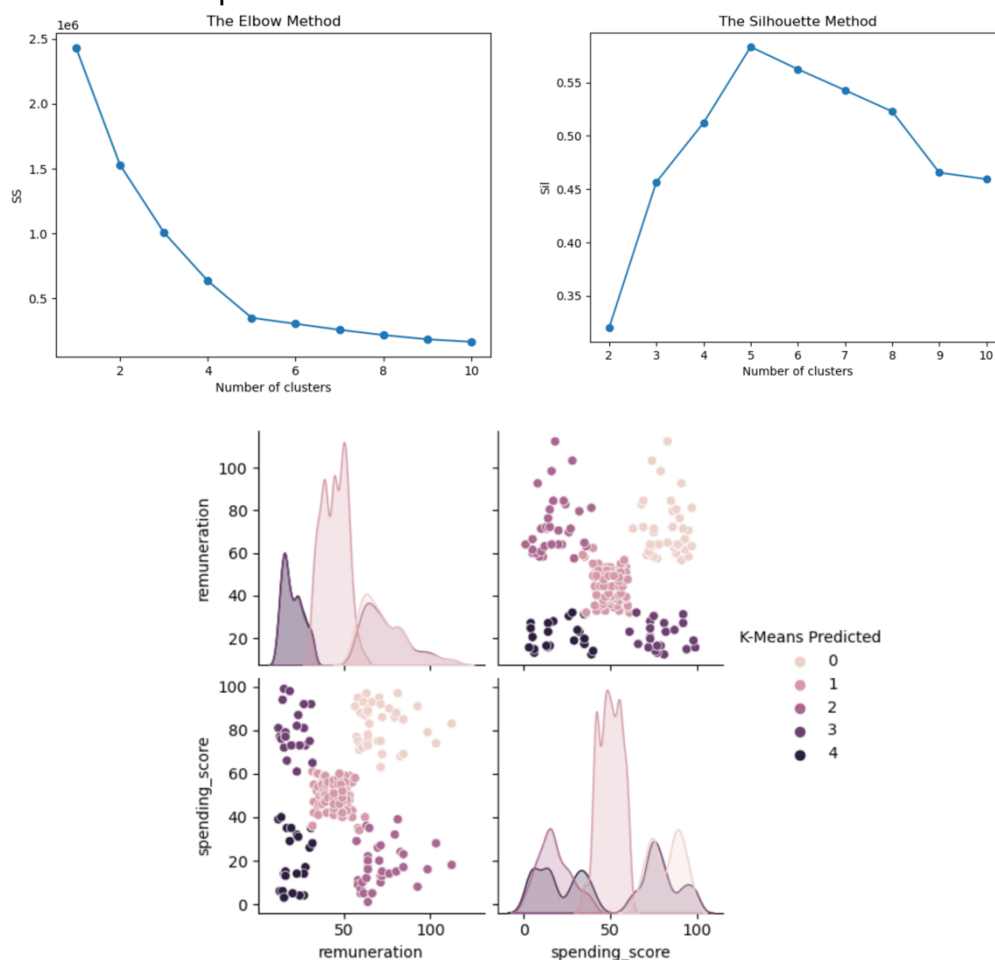 The Elbow Method
1e6
2.5
2.0
1.5
1.0
0.5
SS
2 4 6 8 10
Number of clusters
The Silhouette Method
0.55
0.50
0.45
0.40
0.35
Sil
2 3 4 5 6 7 8 9 10
Number of clusters
100
80
60
40
20
remuneration
100
80
60
40
20
0
spending_score
50 100
remuneration
0 50 100
spending_score
K-Means Predicted
0
1
2
3
4